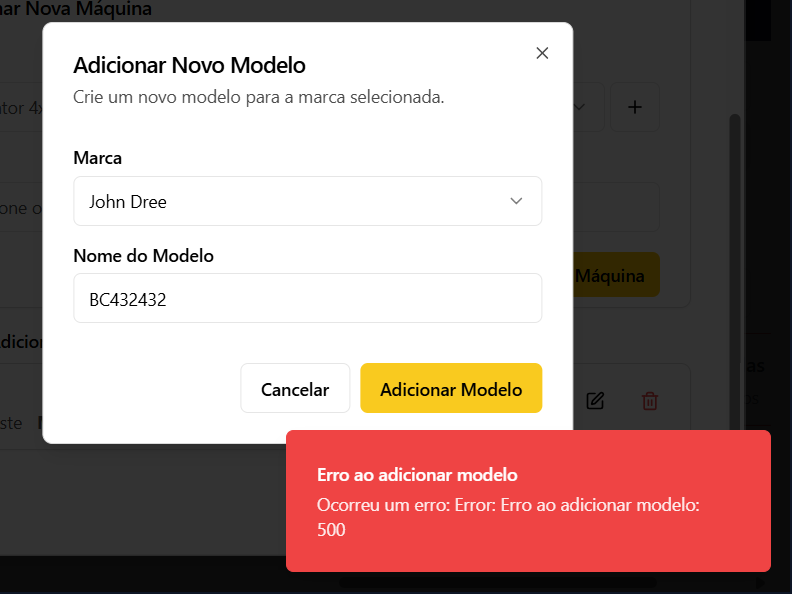 ar Nova Máquina
Adicionar Novo Modelo
Crie um novo modelo para a marca selecionada.
tor 4x
Marca
John Dree
one o
Nome do Modelo
BC432432
Máquina
dicion
as
Cancelar
Adicionar Modelo
ste
Erro ao adicionar modelo
Ocorreu um erro: Error: Erro ao adicionar modelo:
500